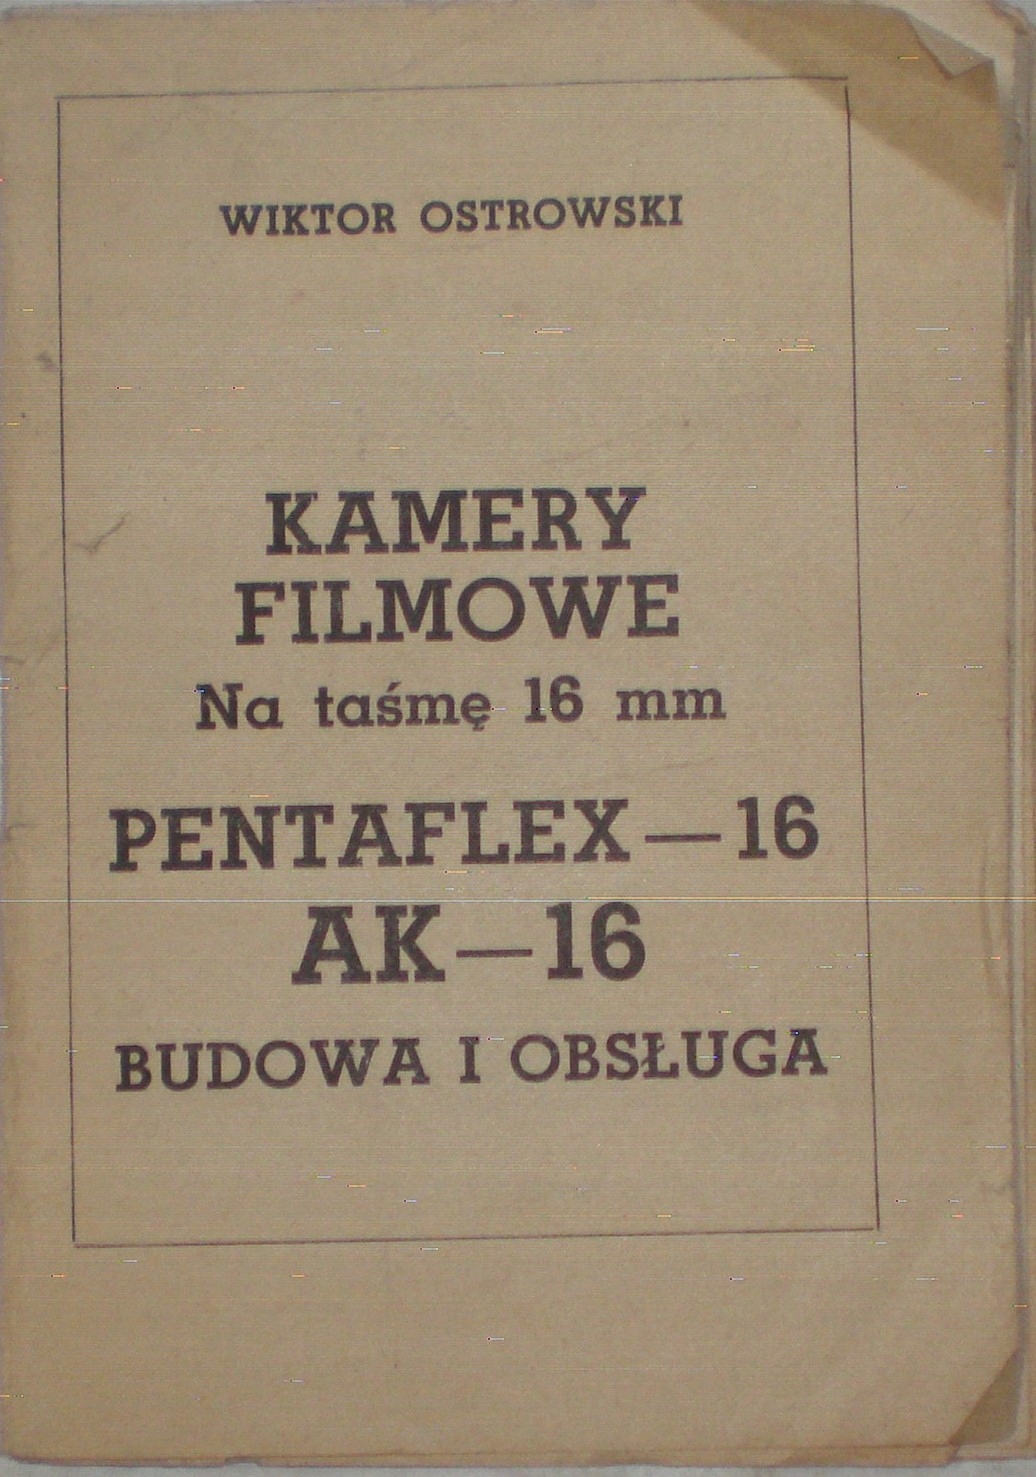 WIKTOR OSTROWSKI
KAMERY
FILMOWE
Na taśmę 16 mm
PENTAFLEX—16
AK—16
BUDOWA I OBSŁUGA